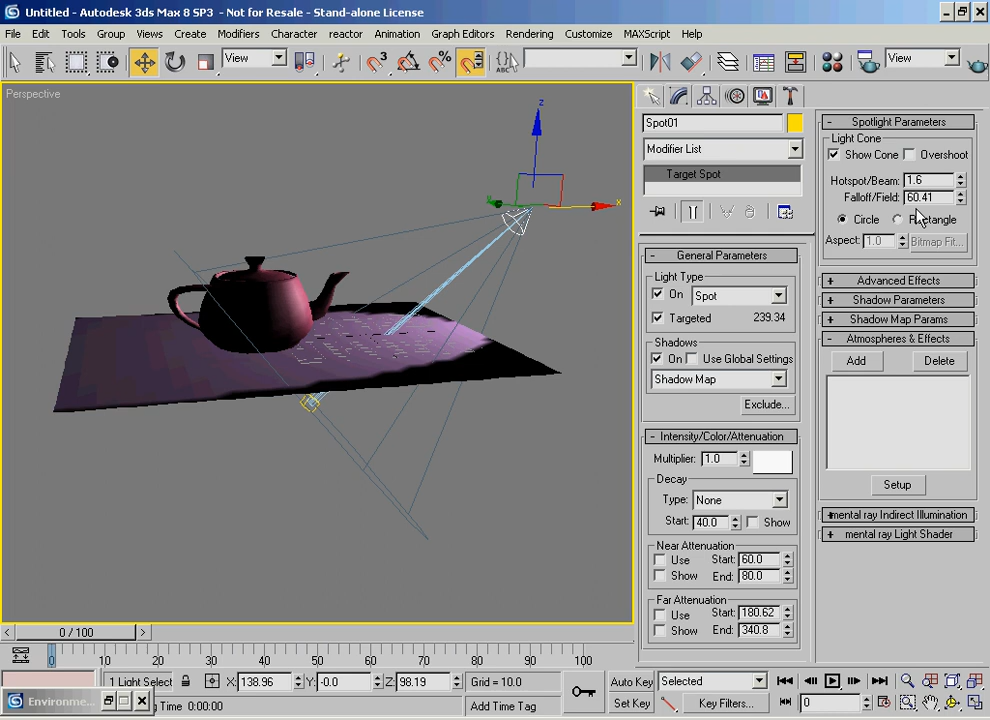 Untitled - Autodesk 3ds Max 8 SP3 - Not for Resale - Stand-alone License
File Edit Tools Group Views Create Modifiers Character reactor Animation Graph Editors Rendering Customize MAXScript Help
View
3
%
ABC
View
Perspective
z
y
x
Spot01
Modifier List
Target Spot
General Parameters
Light Type
On Spot
Targeted 239.34
Shadows
On Use Global Settings
Shadow Map
Exclude...
Intensity/Color/Attenuation
Multiplier: 1.0
Decay
Type: None
Start: 40.0 Show
Near Attenuation
Use Start: 60.0
Show End: 80.0
Far Attenuation
Use Start: 180.62
Show End: 340.8
Spotlight Parameters
Light Cone
Show Cone Overshoot
Hotspot/Beam: 1.6
Falloff/Field: 60.41
Circle
Aspect: 1.0 Bitmap Fit...
Advanced Effects
Shadow Parameters
Shadow Map Params
Atmospheres & Effects
Add Delete
Setup
mental ray Indirect Illumination
mental ray Light Shader
0 / 100
0 10 20 30 40 50 60 70 80 90 100
1 Light Select X: 138.96 Y: -0.0 Z: 98.19 Grid = 10.0 Auto Key Selected
Environme... Time 0:00:00 Add Time Tag Set Key Key Filters... 0